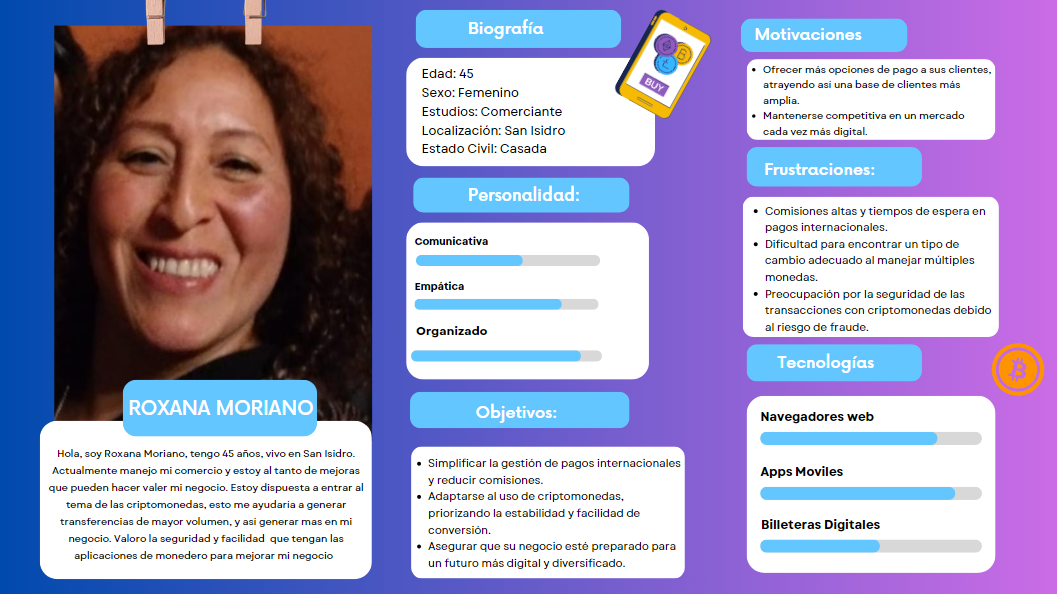 ROXANA MORIANO
Hola, soy Roxana Moriano, tengo 45 años, vivo en San Isidro.
Actualmente manejo mi comercio y estoy al tanto de mejoras
que pueden hacer valer mi negocio. Estoy dispuesta a entrar al
tema de las criptomonedas, esto me ayudaria a generar
transferencias de mayor volumen, y asi generar mas en mi
negocio. Valoro la seguridad y facilidad que tengan las
aplicaciones de monedero para mejorar mi negocio
Biografía
Edad: 45
Sexo: Femenino
Estudios: Comerciante
Localización: San Isidro
Estado Civil: Casada
BUY
Personalidad:
Comunicativa
Empática
Organizado
Objetivos:
• Simplificar la gestión de pagos internacionales
y reducir comisiones.
• Adaptarse al uso de criptomonedas,
priorizando la estabilidad y facilidad de
conversión.
• Asegurar que su negocio esté preparado para
un futuro más digital y diversificado.
Motivaciones
• Ofrecer más opciones de pago a sus clientes,
atrayendo así una base de clientes más
amplia.
• Mantenerse competitiva en un mercado
cada vez más digital.
Frustraciones:
• Comisiones altas y tiempos de espera en
pagos internacionales.
• Dificultad para encontrar un tipo de
cambio adecuado al manejar múltiples
monedas.
• Preocupación por la seguridad de las
transacciones con criptomonedas debido
al riesgo de fraude.
Tecnologías
Navegadores web
Apps Moviles
Billeteras Digitales